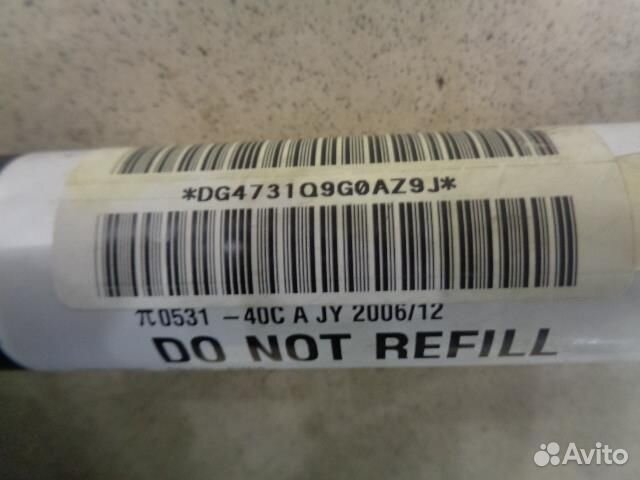 *DG4731Q9G0AZ9J*
π0531 -40C A JY 2006/12
DO NOT REFILL
Avito